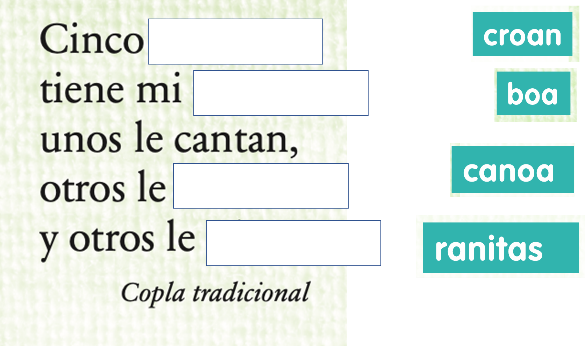 Cinco
tiene mi
unos le cantan,
otros le
y otros le
Copla tradicional
croan
boa
canoa
ranitas